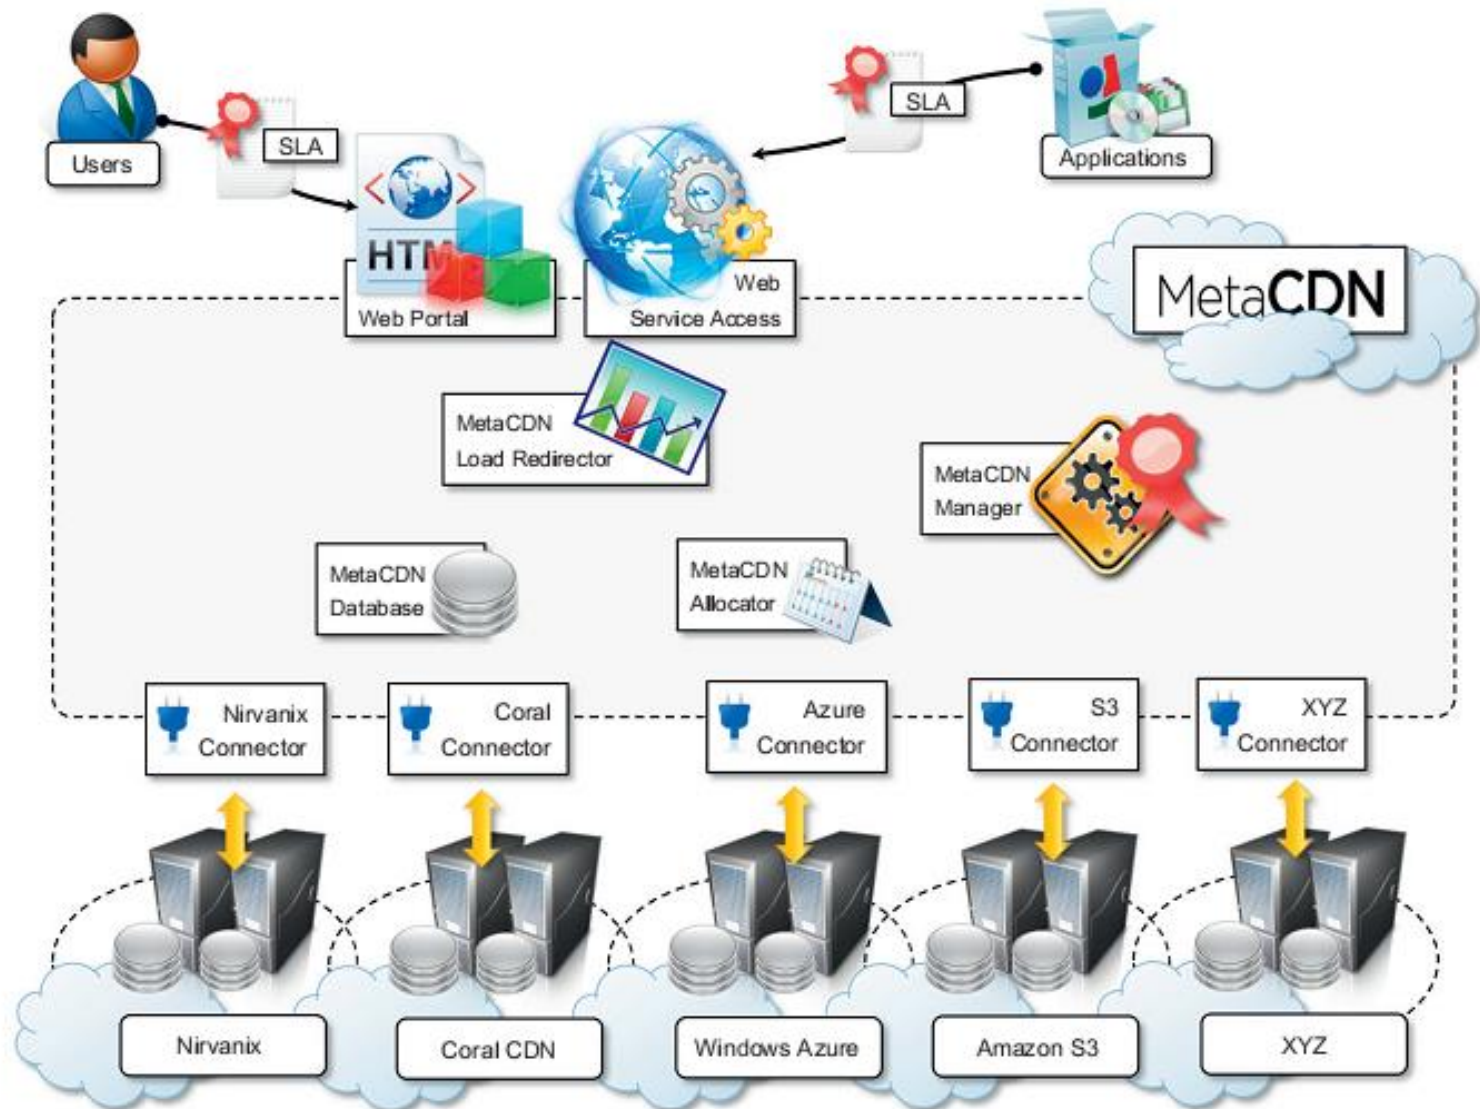 SLA
SLA
Users
Applications
HTM
Web Portal
Web
Service Access
MetaCDN
MetaCDN
Load Redirector
MetaCDN
Manager
MetaCDN
Database
MetaCDN
Alllocator
Nirvanix
Connector
Coral
Connector
Azure
Connector
S3
Connector
XYZ
Connector
Nirvanix
Coral CDN
Windows Azure
Amazon S3
XYZ